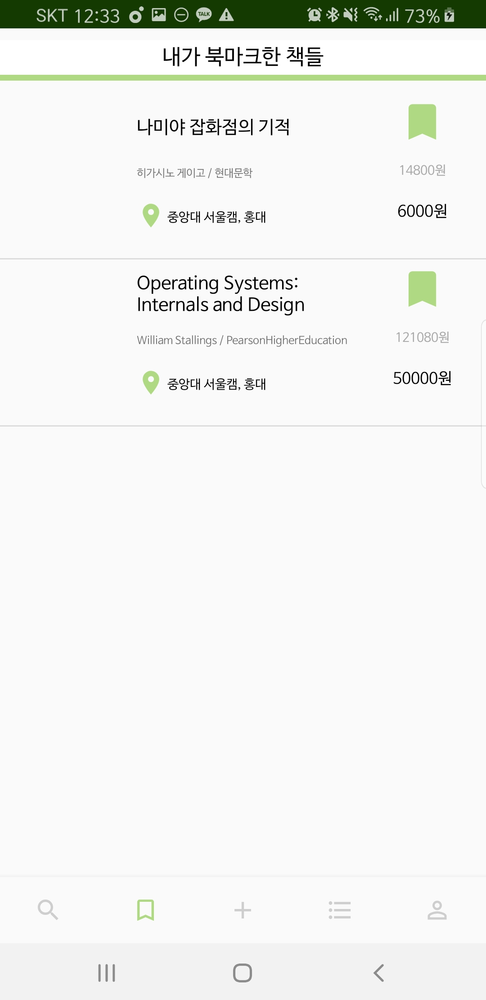 SKT 12:33 TALK 73%
내가 북마크한 책들
나미야 잡화점의 기적
히가시노 게이고 / 현대문학
14800원
중앙대 서울캠, 홍대
6000원
Operating Systems:
Internals and Design
William Stallings / PearsonHigherEducation
121080원
중앙대 서울캠, 홍대
50000원